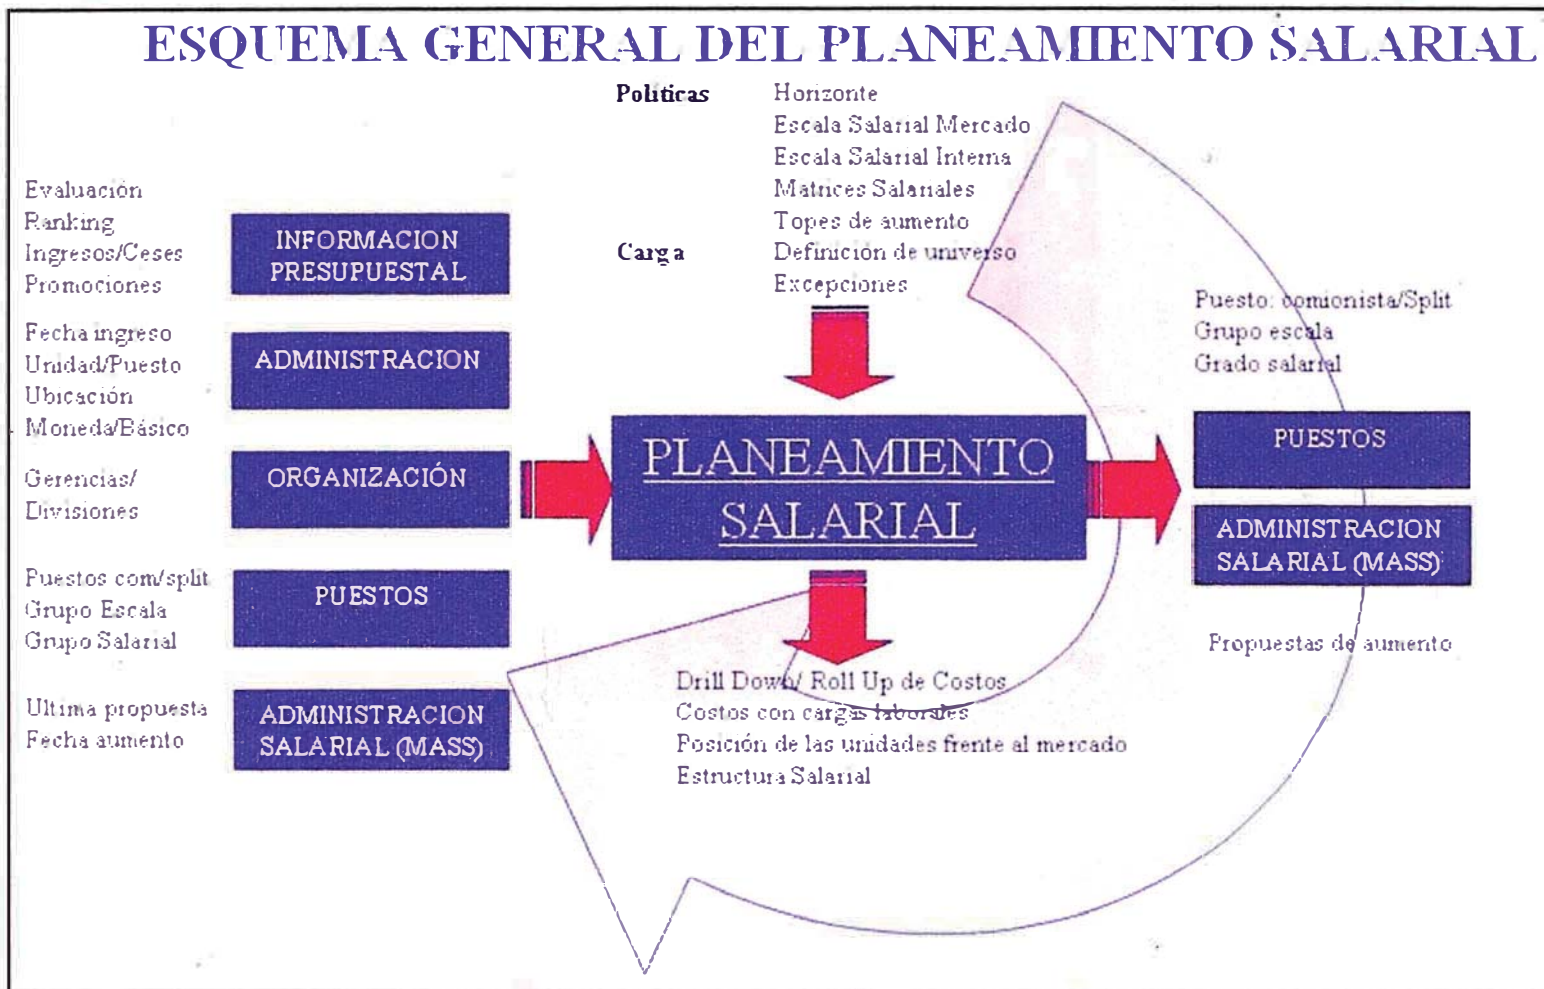 ESQUEMA GENERAL DEL PLANEAMIENTO SALARIAL
Políticas
Horizonte
Escala Salarial Mercado
Escala Salarial Interna
Matrices Salariales
Topes de aumento
Carga
Definición de universo
Excepciones
Evaluación
Ranking
Ingresos/Ceses
Promociones
INFORMACION
PRESUPUESTAL
Fecha ingreso
Unidad/Puesto
Ubicación
Moneda/Básico
ADMINISTRACION
Gerencias/
Divisiones
ORGANIZACIÓN
Puestos com/split
Grupo Escala
Grupo Salarial
PUESTOS
Ultima propuesta
Fecha aumento
ADMINISTRACION
SALARIAL (MASS)
PLANEAMIENTO
SALARIAL
Drill Down/ Roll Up de Costos
Costos con cargas laborales
Posición de las unidades frente al mercado
Estructura Salarial
Puesto: comionista/Split
Grupo escala
Grado salarial
PUESTOS
ADMINISTRACION
SALARIAL (MASS)
Propuestas de aumento